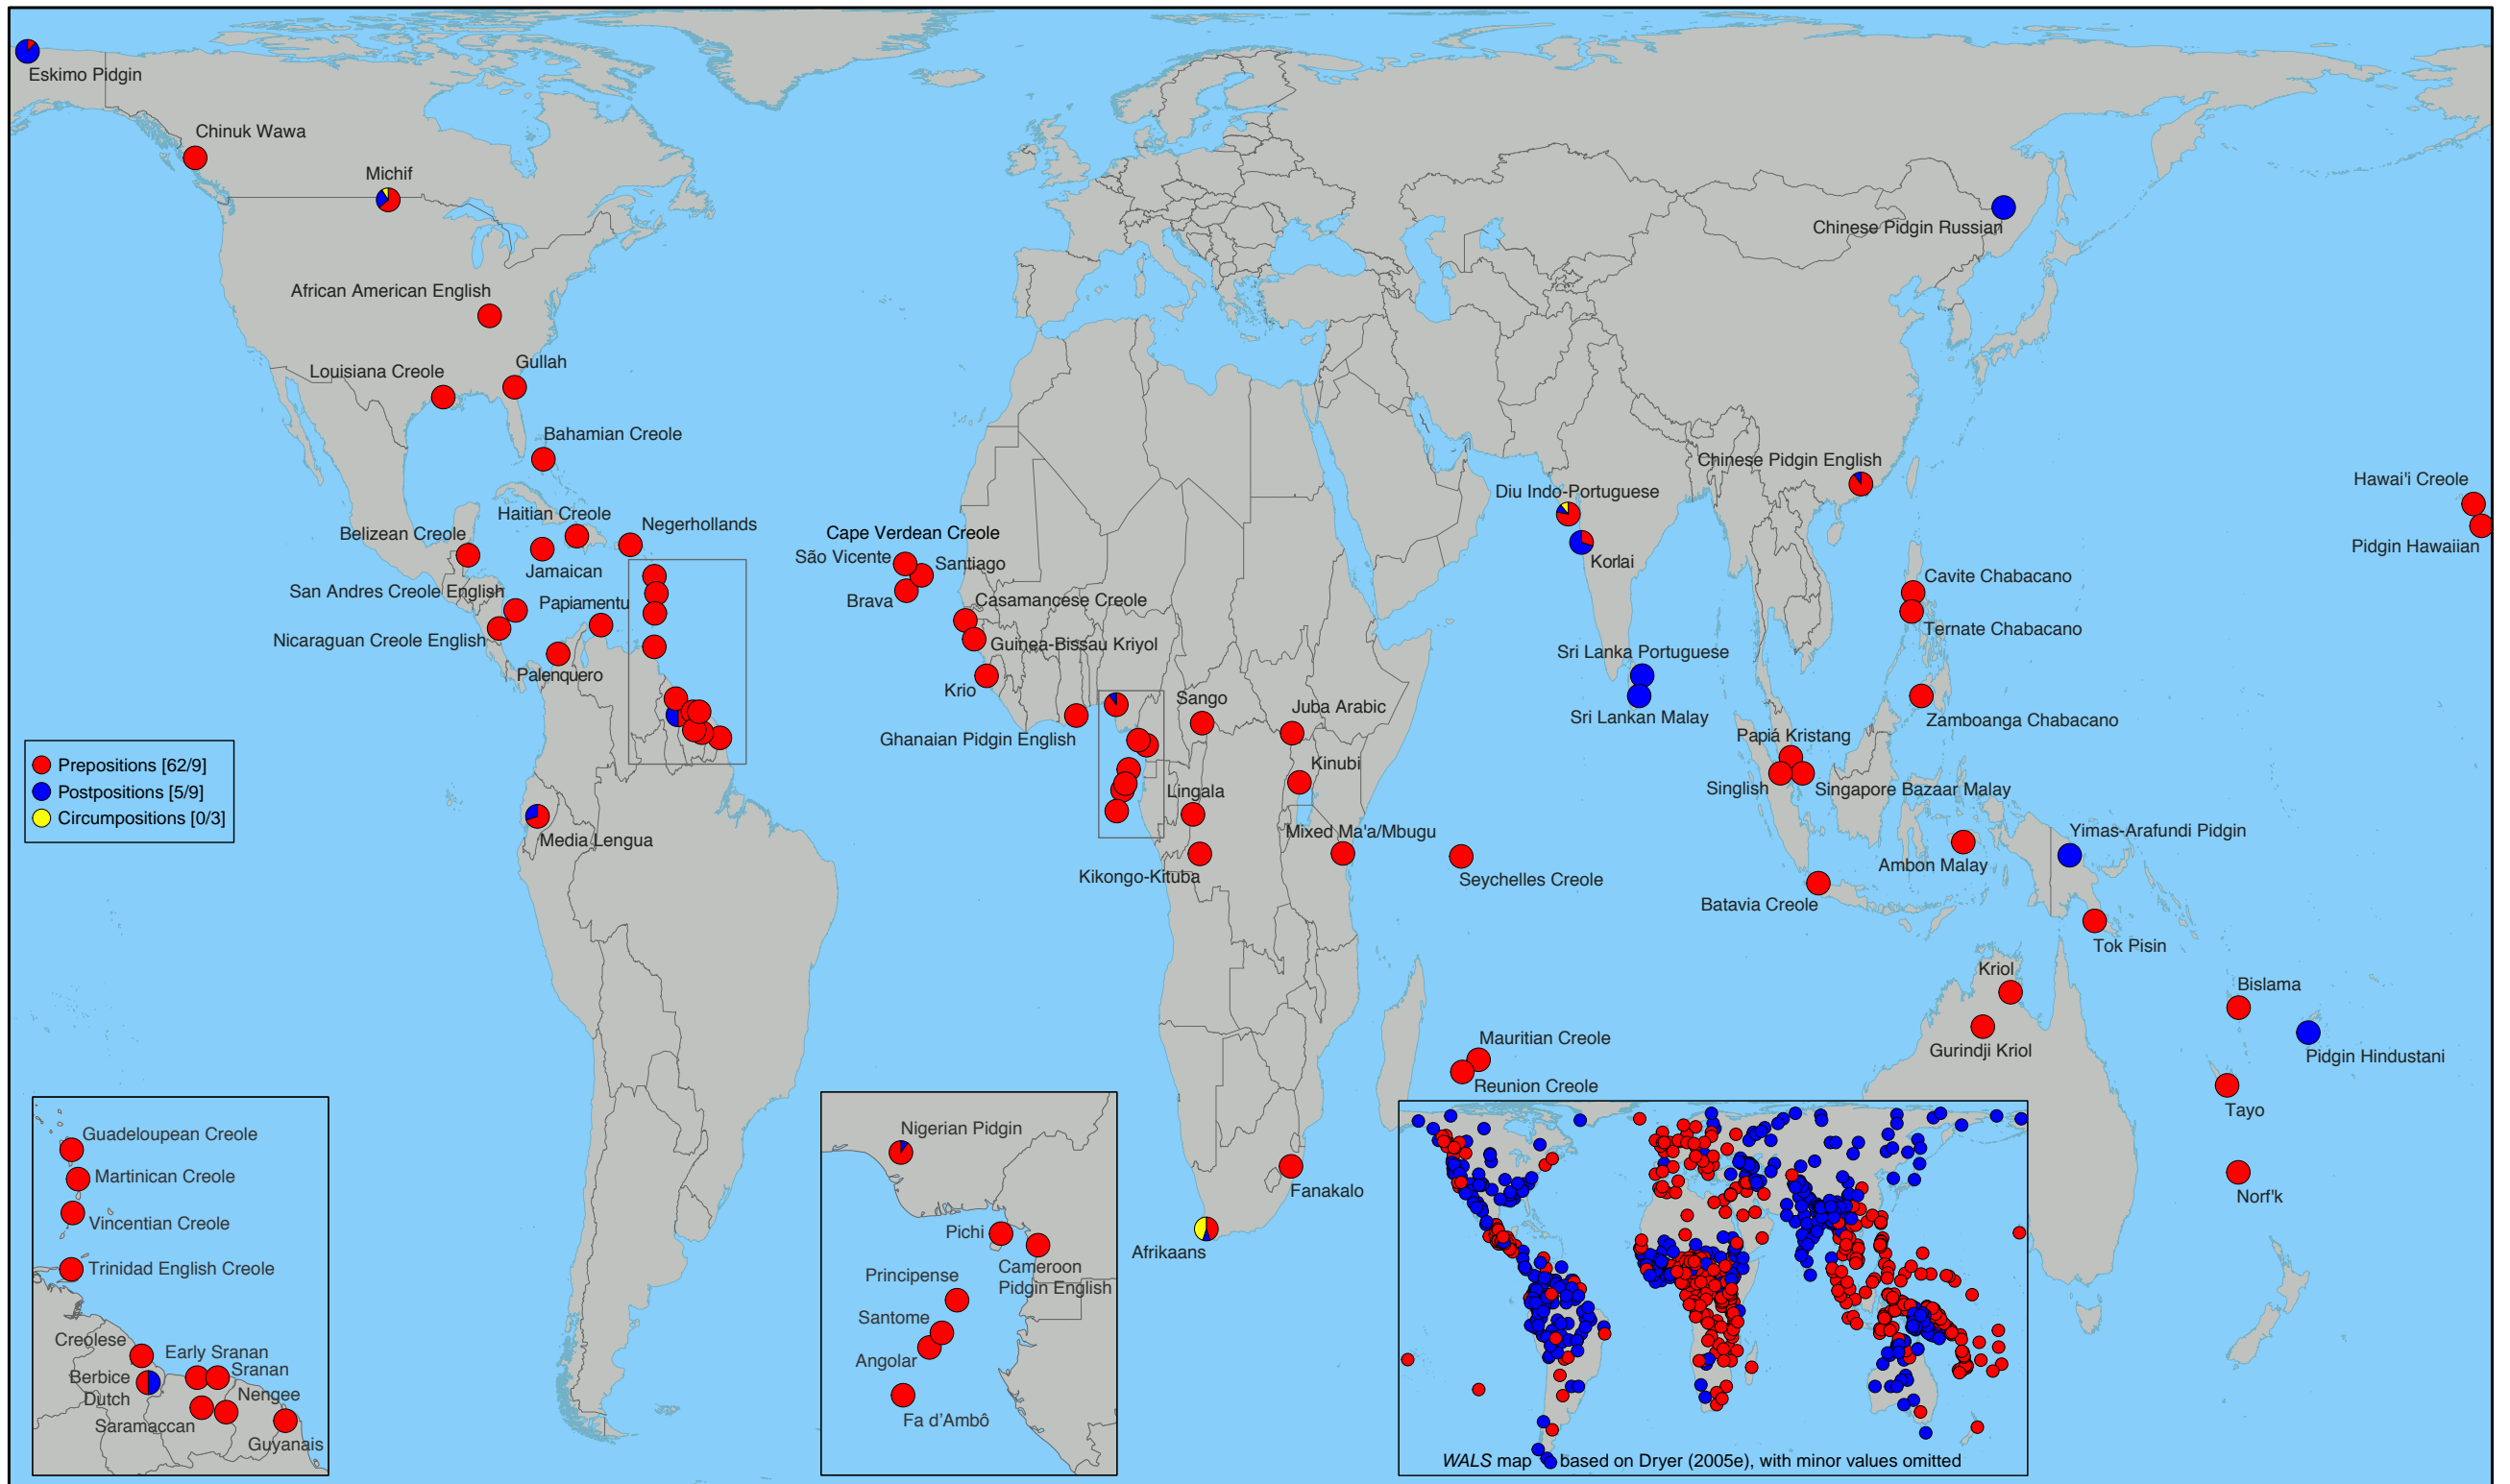 Eskimo Pidgin
Chinuk Wawa
Michif
Chinese Pidgin Russian
African American English
Gullah
Louisiana Creole
Bahamian Creole
Chinese Pidgin English
Hawai'i Creole
Diu Indo-Portuguese
Haitian Creole
Negerhollands
Belizean Creole
Cape Verdean Creole
São Vicente
Santiago
Brava
Pidgin Hawaiian
Korlai
Jamaican
Cavite Chabacano
San Andres Creole English
Papiamentu
Casamancese Creole
Ternate Chabacano
Nicaraguan Creole English
Guinea-Bissau Kriyol
Sri Lanka Portuguese
Palenquero
Krio
Sango
Juba Arabic
Sri Lankan Malay
Zamboanga Chabacano
Ghanaian Pidgin English
Papiá Kristang
Kinubi
Lingala
Singlish
Singapore Bazaar Malay
Prepositions [62/9]
Postpositions [5/9]
Circumpositions [0/3]
Media Lengua
Mixed Ma'a/Mbugu
Yimas-Arafundi Pidgin
Ambon Malay
Kikongo-Kituba
Seychelles Creole
Batavia Creole
Tok Pisin
Kriol
Bislama
Mauritian Creole
Gurindji Kriol
Pidgin Hindustani
Reunion Creole
Tayo
Fanakalo
Norf'k
Afrikaans
Guadeloupean Creole
Martinican Creole
Vincentian Creole
Trinidad English Creole
Creolese
Early Sranan
Sranan
Berbice
Dutch
Nengee
Saramaccan
Guyanais
Nigerian Pidgin
Pichi
Cameroon
Pidgin English
Principense
Santome
Angolar
Fa d'Ambô
WALS map based on Dryer (2005e), with minor values omitted